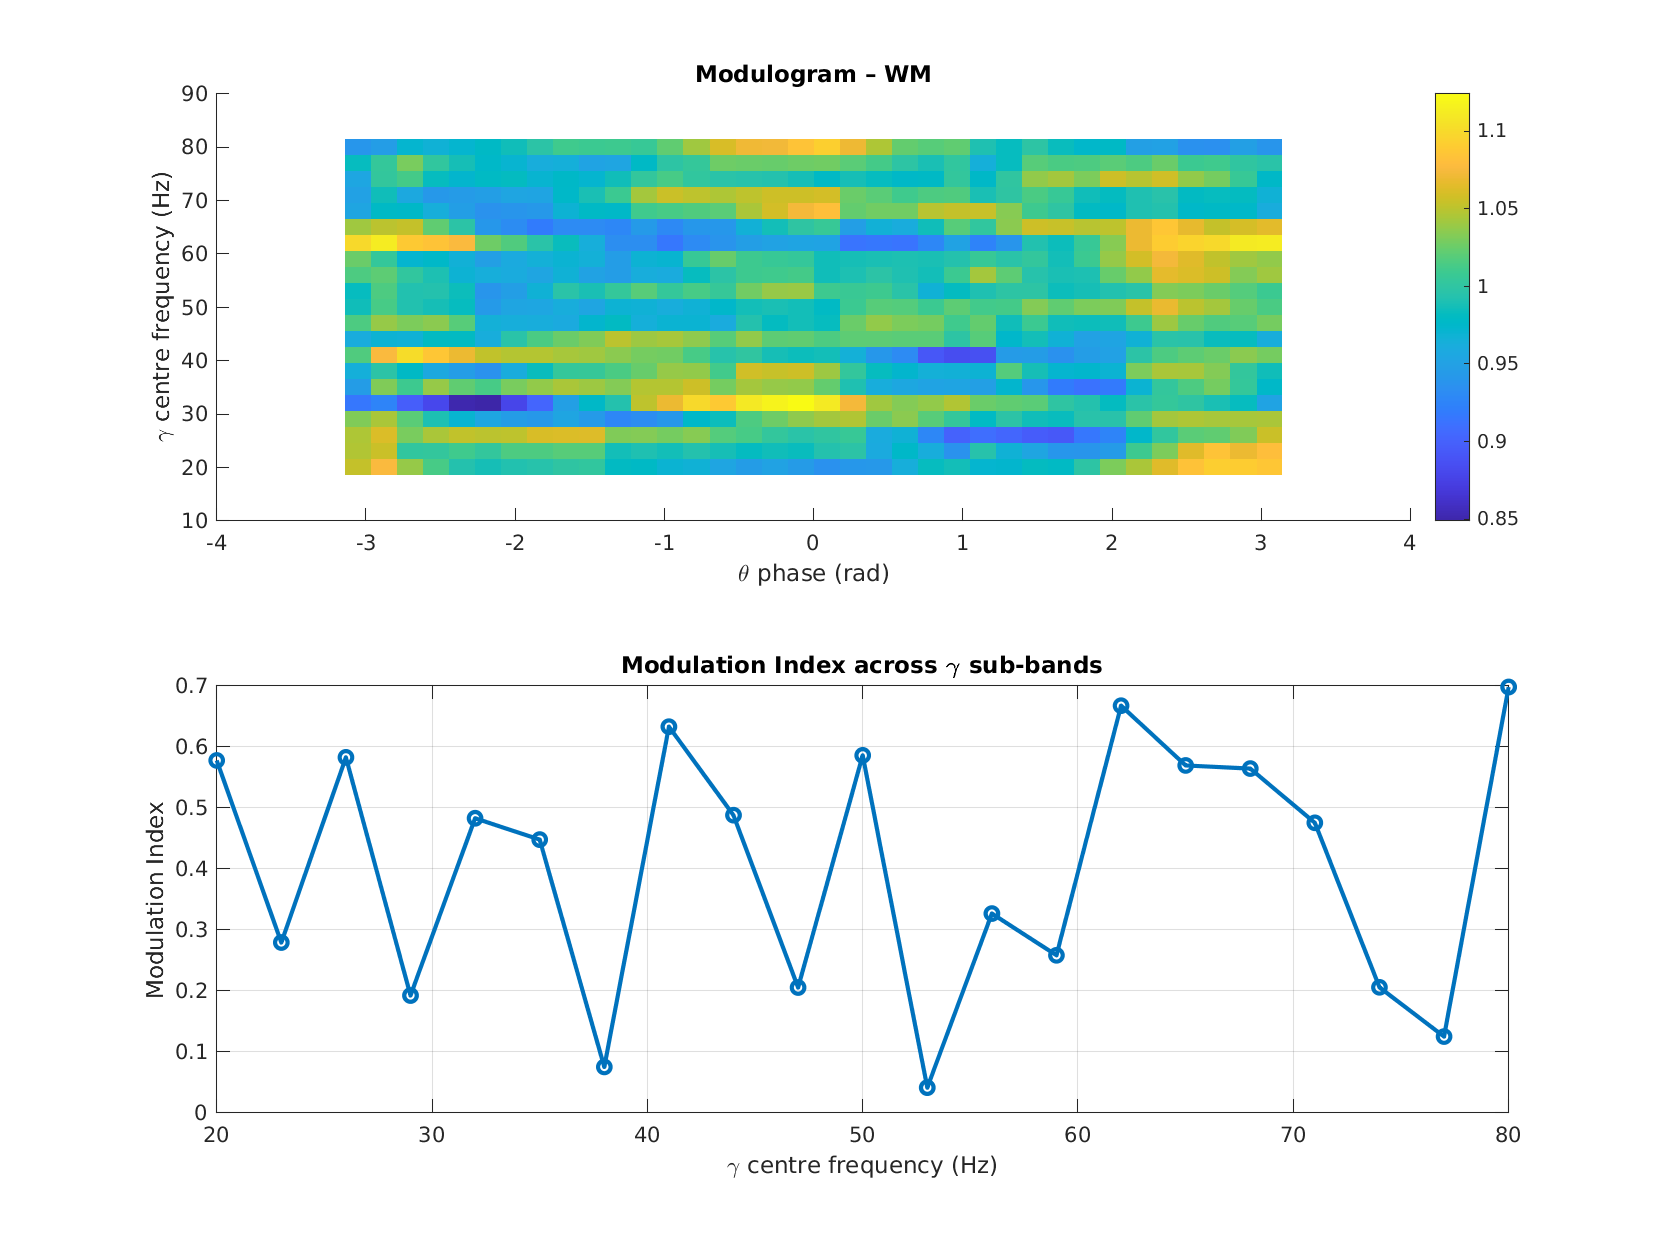 Modulogram – WM
90
80
70
60
50
40
30
20
10
γ centre frequency (Hz)
-4 -3 -2 -1 0 1 2 3 4
θ phase (rad)
1.1
1.05
1
0.95
0.9
0.85
Modulation Index across γ sub-bands
0.7
0.6
0.5
0.4
0.3
0.2
0.1
0
Modulation Index
20 30 40 50 60 70 80
γ centre frequency (Hz)